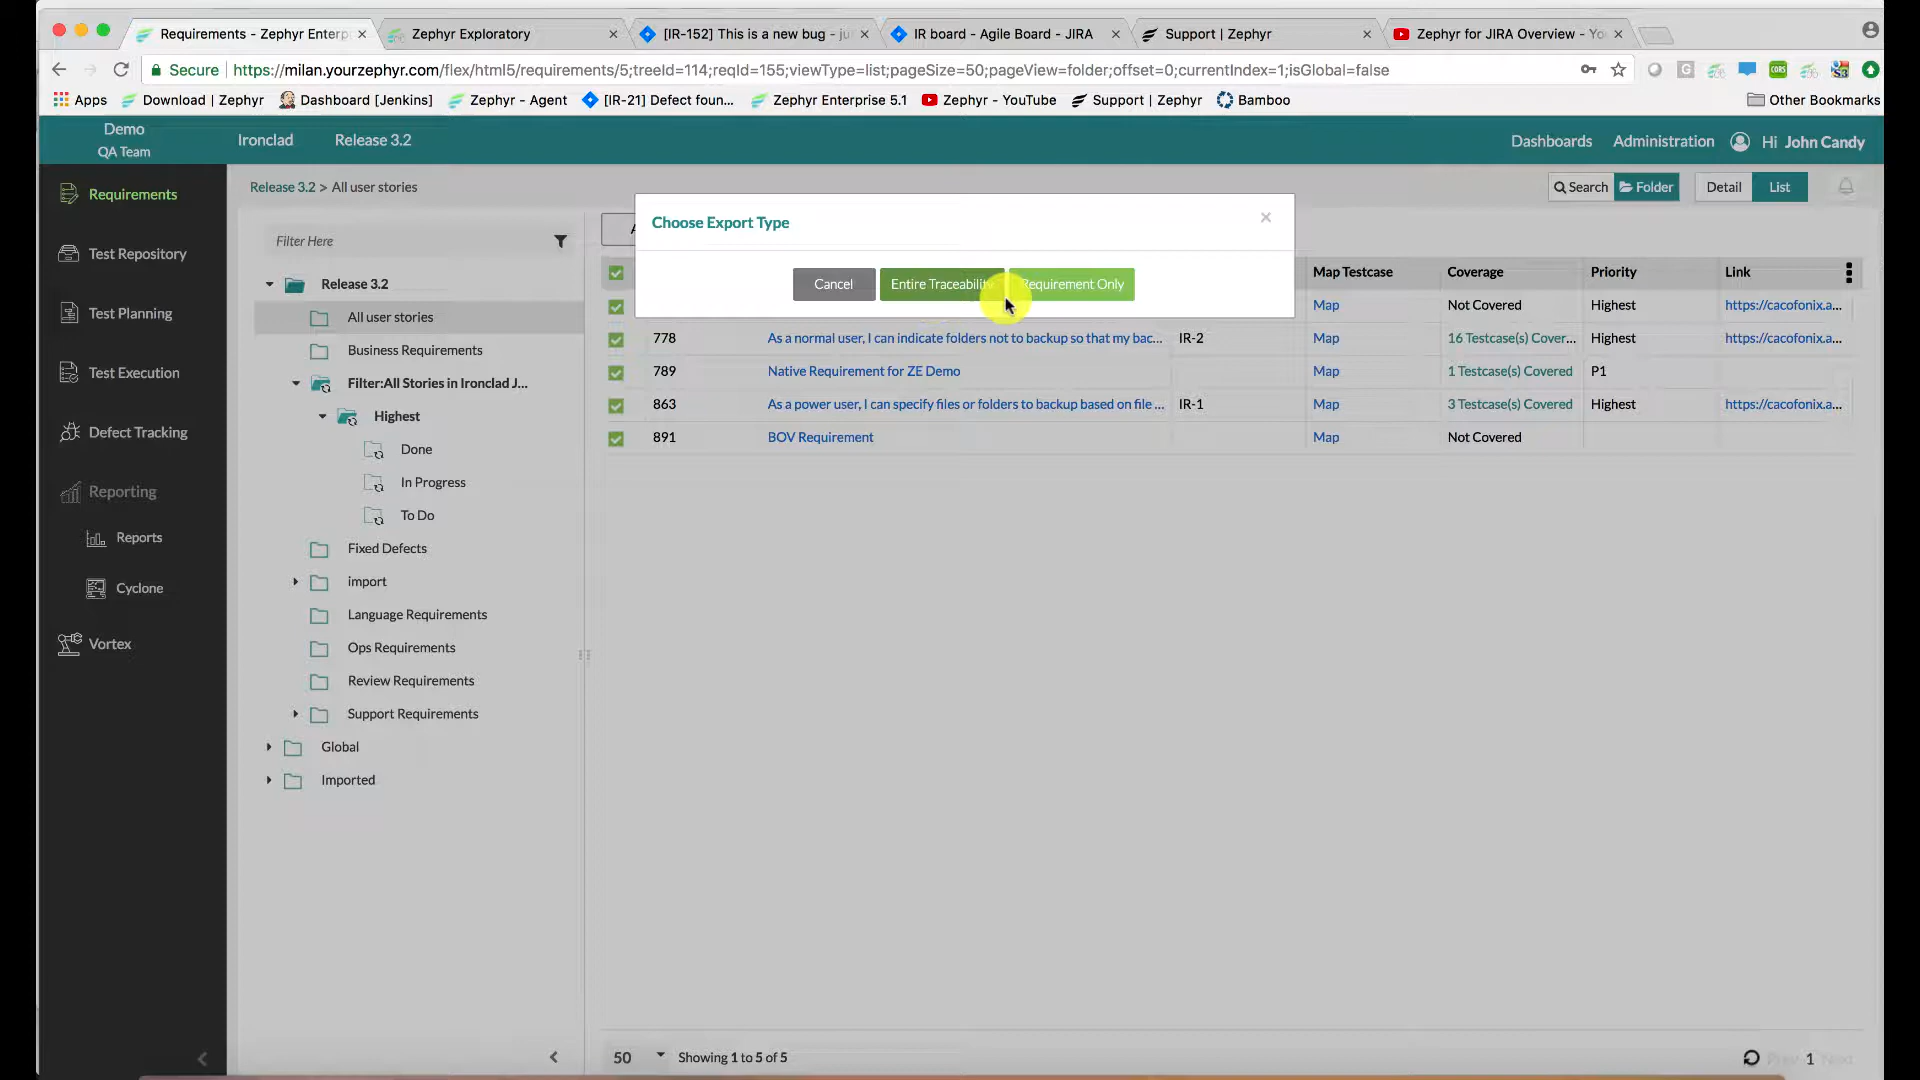 Requirements - Zephyr Enterp
Zephyr Exploratory
[IR-152] This is a new bug - ju
IR board - Agile Board - JIRA
Support | Zephyr
Zephyr for JIRA Overview - Yo
Secure
https://milan.yourzephyr.com/flex/html5/requirements/5;treeId=114;reqId=155;viewType=list;pageSize=50;pageView=folder;offset=0;currentIndex=1;isGlobal=false
Apps
Download | Zephyr
Dashboard [Jenkins]
Zephyr - Agent
[IR-21] Defect foun...
Zephyr Enterprise 5.1
Zephyr - YouTube
Support | Zephyr
Bamboo
Other Bookmarks
Demo
QA Team
Ironclad
Release 3.2
Dashboards
Administration
Hi John Candy
Requirements
Test Repository
Test Planning
Test Execution
Defect Tracking
Reporting
Reports
Cyclone
Vortex
Release 3.2 > All user stories
Search
Folder
Detail
List
Filter Here
Release 3.2
All user stories
Business Requirements
Filter:All Stories in Ironclad J...
Highest
Done
In Progress
To Do
Fixed Defects
import
Language Requirements
Ops Requirements
Review Requirements
Support Requirements
Global
Imported
Choose Export Type
Cancel
Entire Traceability
Requirement Only
Map Testcase Coverage Priority Link
Map Not Covered Highest https://cacofonix.a...
778 As a normal user, I can indicate folders not to backup so that my bac... IR-2 Map 16 Testcase(s) Cover... Highest https://cacofonix.a...
789 Native Requirement for ZE Demo Map 1 Testcase(s) Covered P1
863 As a power user, I can specify files or folders to backup based on file ... IR-1 Map 3 Testcase(s) Covered Highest https://cacofonix.a...
891 BOV Requirement Map Not Covered
50 Showing 1 to 5 of 5
Prev 1 Next